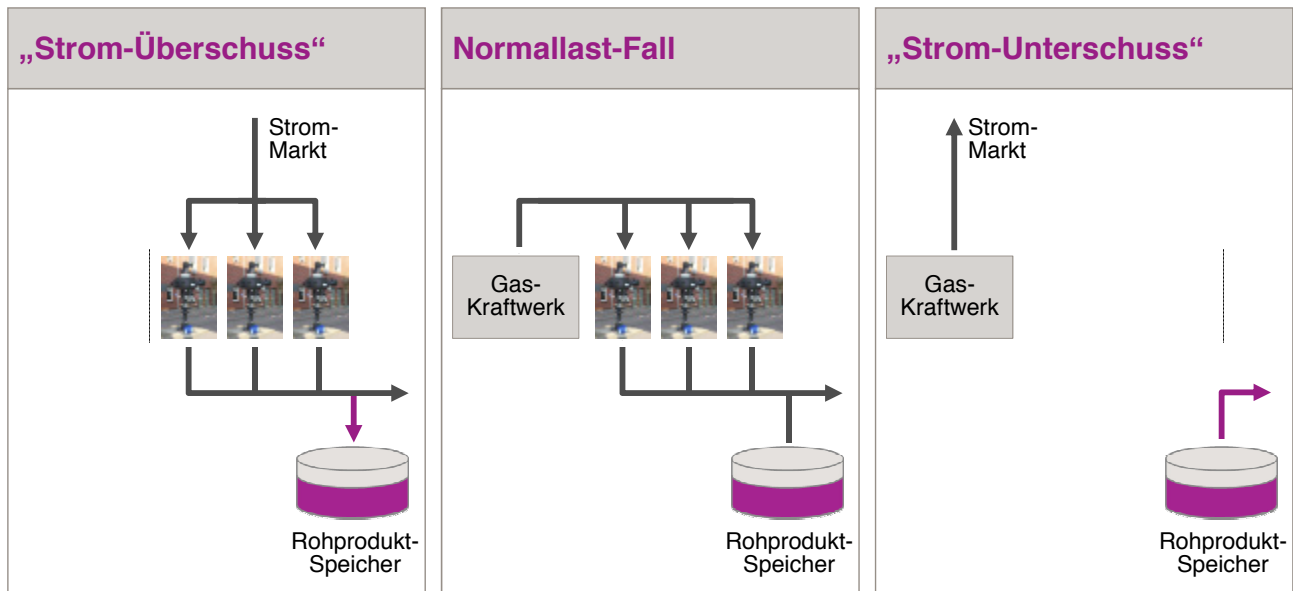 „Strom-Überschuss“
Strom-
Markt
Rohprodukt-
Speicher
Normallast-Fall
Gas-
Kraftwerk
Rohprodukt-
Speicher
„Strom-Unterschuss“
Strom-
Markt
Gas-
Kraftwerk
Rohprodukt-
Speicher